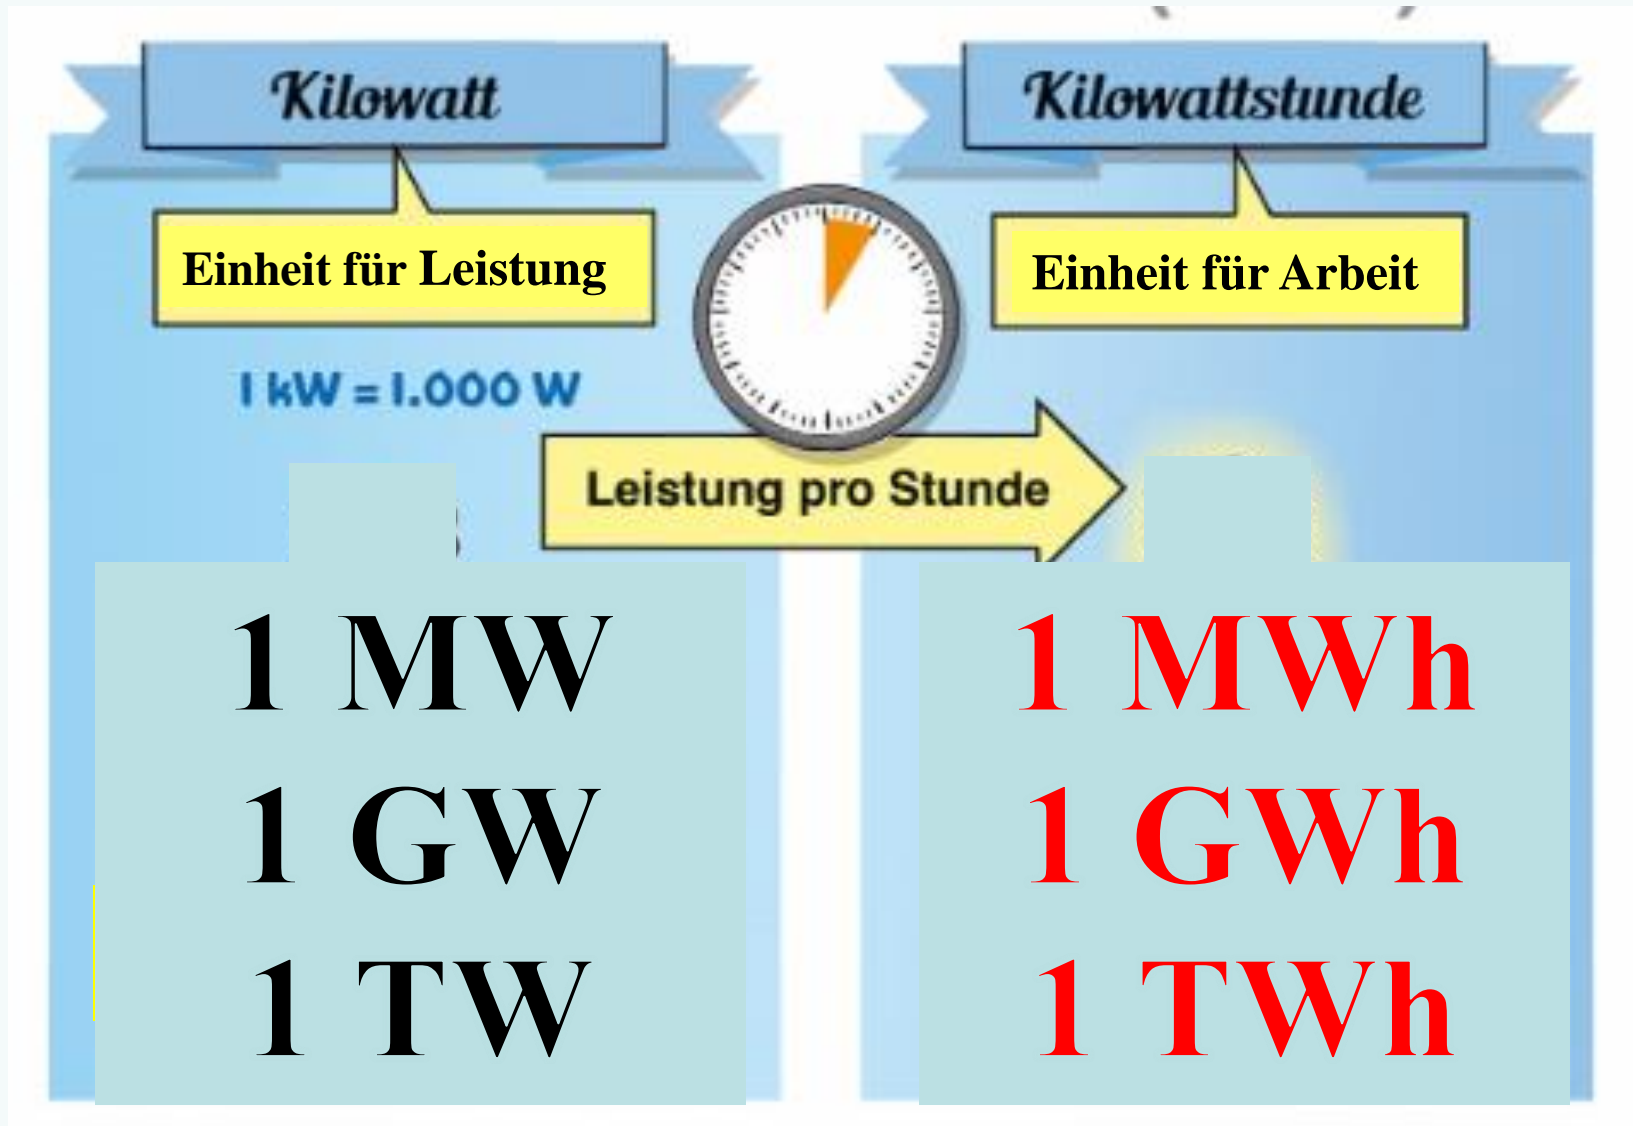 Kilowatt
Kilowattstunde
Einheit für Leistung
Einheit für Arbeit
1 kW = 1.000 W
Leistung pro Stunde
1 MW
1 GW
1 TW
1 MWh
1 GWh
1 TWh